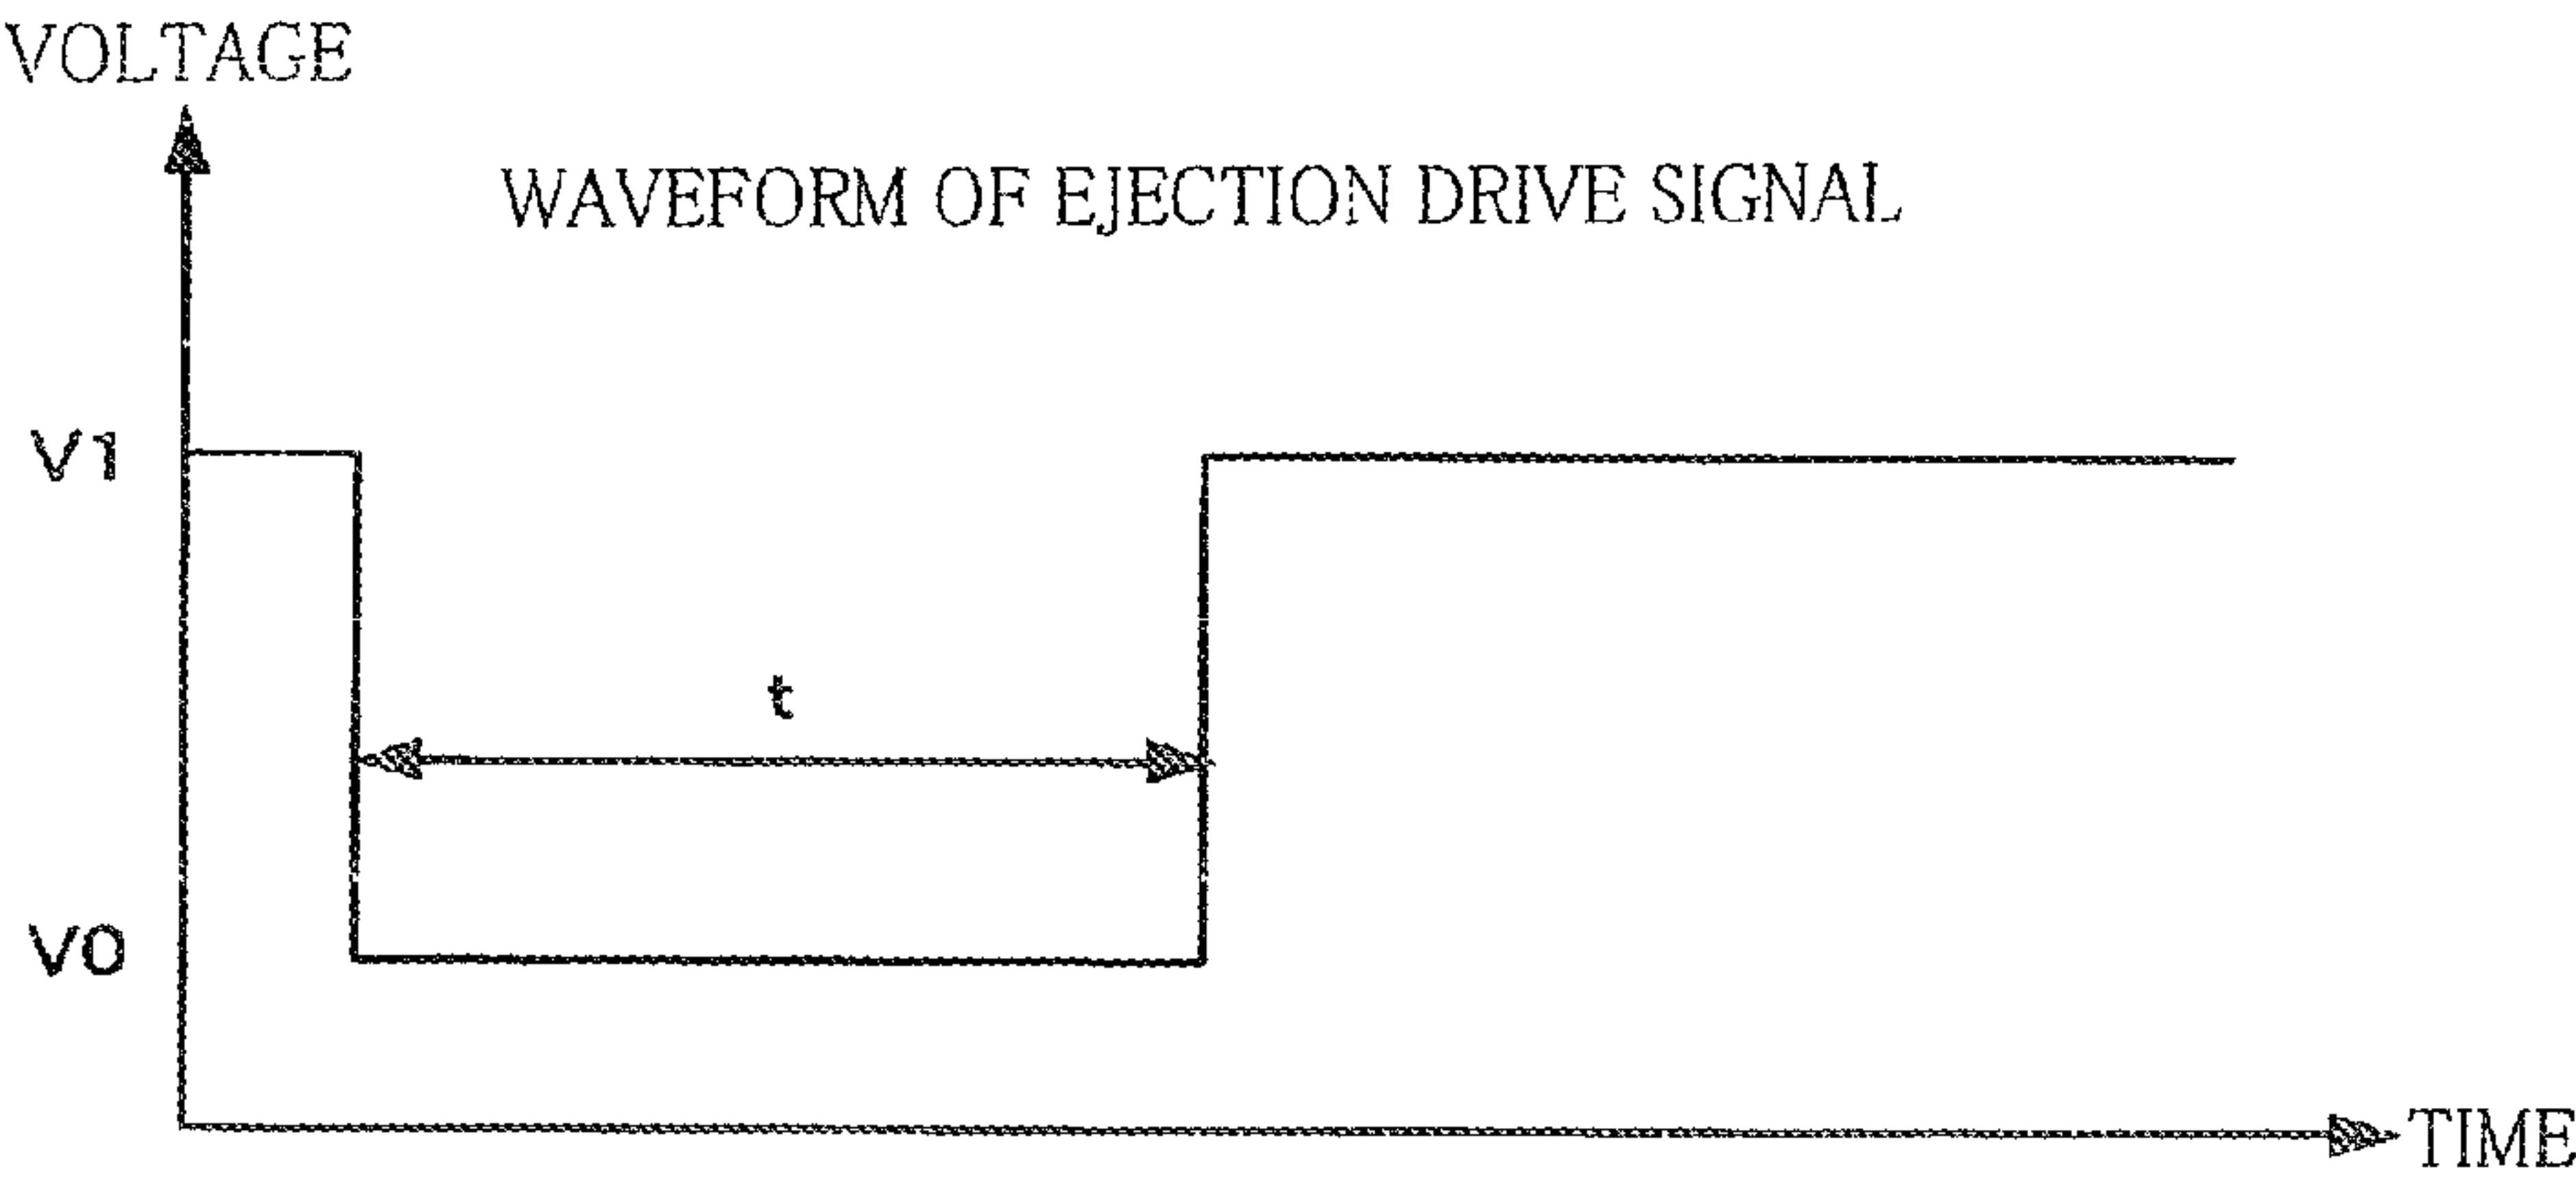 VOLTAGE
WAVEFORM OF EJECTION DRIVE SIGNAL
V1
t
V0
TIME